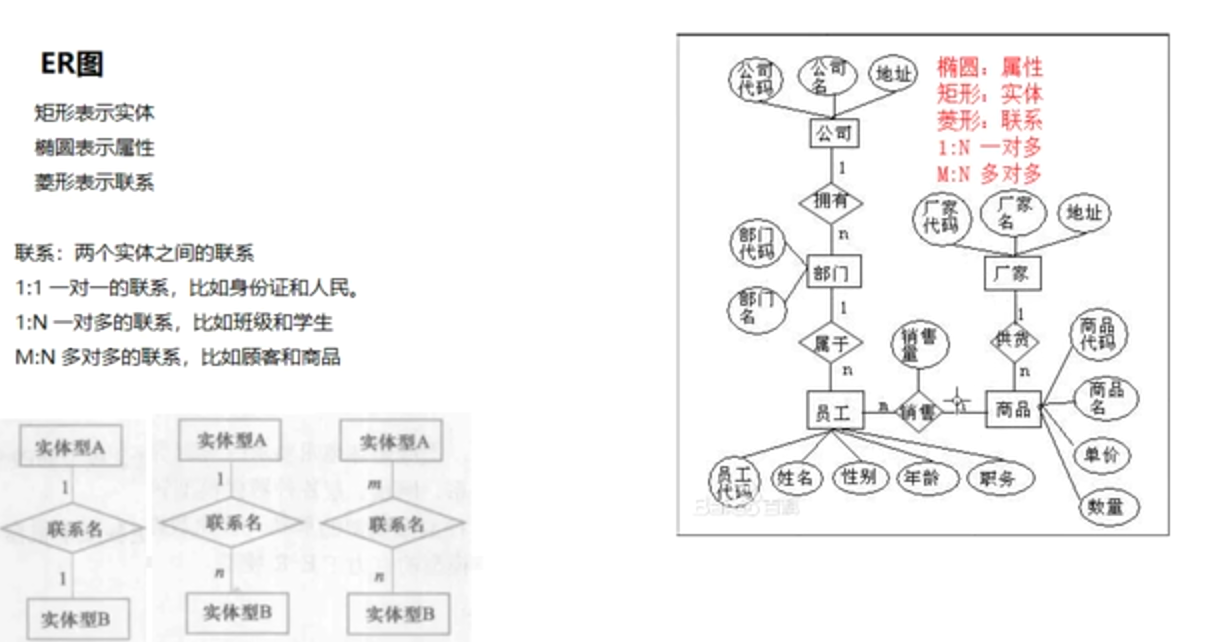 ER图
矩形表示实体
椭圆表示属性
菱形表示联系
联系：两个实体之间的联系
1:1 一对一的联系，比如身份证和人民。
1:N 一对多的联系，比如班级和学生
M:N 多对多的联系，比如顾客和商品
实体型A
1
联系名
1
实体型B
实体型A
1
联系名
n
实体型B
实体型A
m
联系名
n
实体型B
公司
代码
公司
名
地址
椭圆：属性
矩形：实体
菱形：联系
1:N 一对多
M:N 多对多
公司
1
拥有
n
部门
代码
部门
名
部门
1
属于
n
厂家
代码
厂家
名
地址
厂家
1
供货
n
销售
量
员工
m
销售
商品
商品
代码
商品
名
单价
数量
员工
代码
姓名
性别
年龄
职务
百科